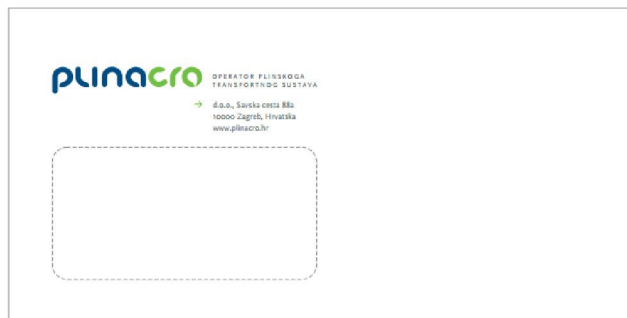 plinacro
OPERATOR PLINSKOGA
TRANSPORTNOG SUSTAVA
→ d.o.o., Savska cesta 88a
10000 Zagreb, Hrvatska
www.plinacro.hr